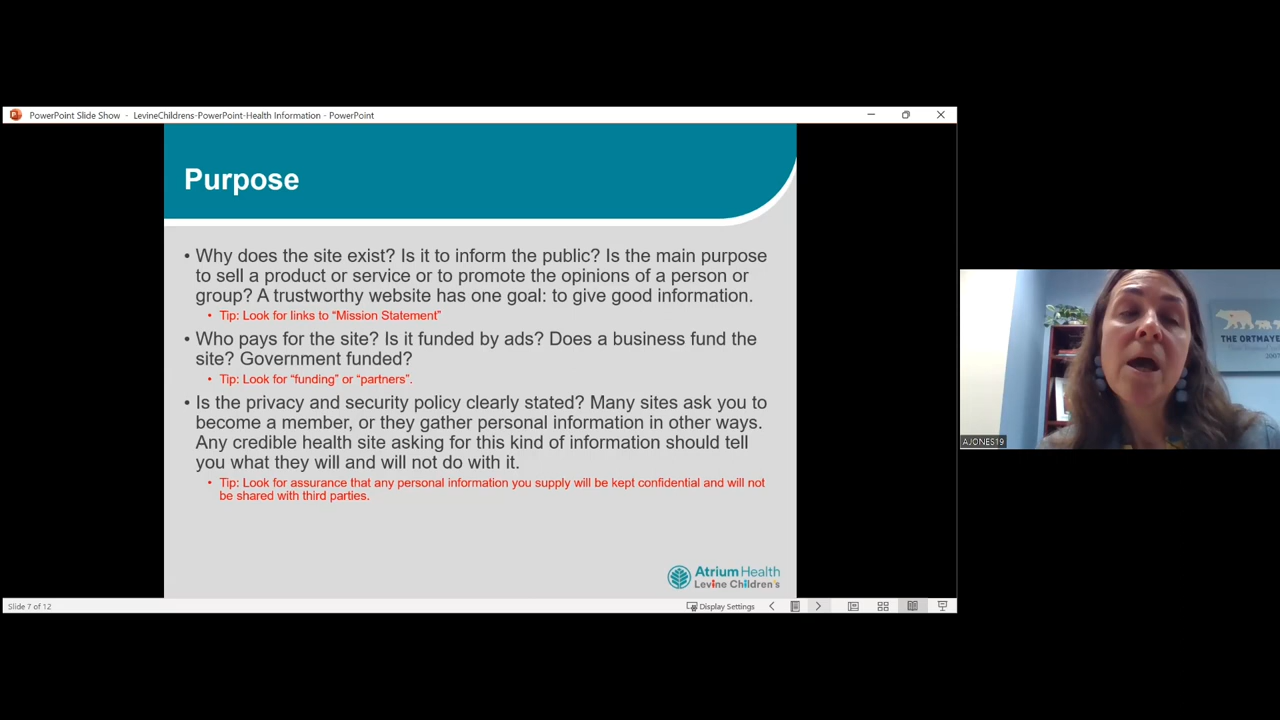 PowerPoint Slide Show - LevineChildrens-PowerPoint-Health Information - PowerPoint
Purpose
• Why does the site exist? Is it to inform the public? Is the main purpose
to sell a product or service or to promote the opinions of a person or
group? A trustworthy website has one goal: to give good information.
• Tip: Look for links to “Mission Statement”
• Who pays for the site? Is it funded by ads? Does a business fund the
site? Government funded?
• Tip: Look for “funding” or “partners”.
• Is the privacy and security policy clearly stated? Many sites ask you to
become a member, or they gather personal information in other ways.
Any credible health site asking for this kind of information should tell
you what they will and will not do with it.
• Tip: Look for assurance that any personal information you supply will be kept confidential and will not
be shared with third parties.
Atrium Health
Levine Children's
Slide 7 of 12
Display Settings
THE ORTMAYE
AJONES19